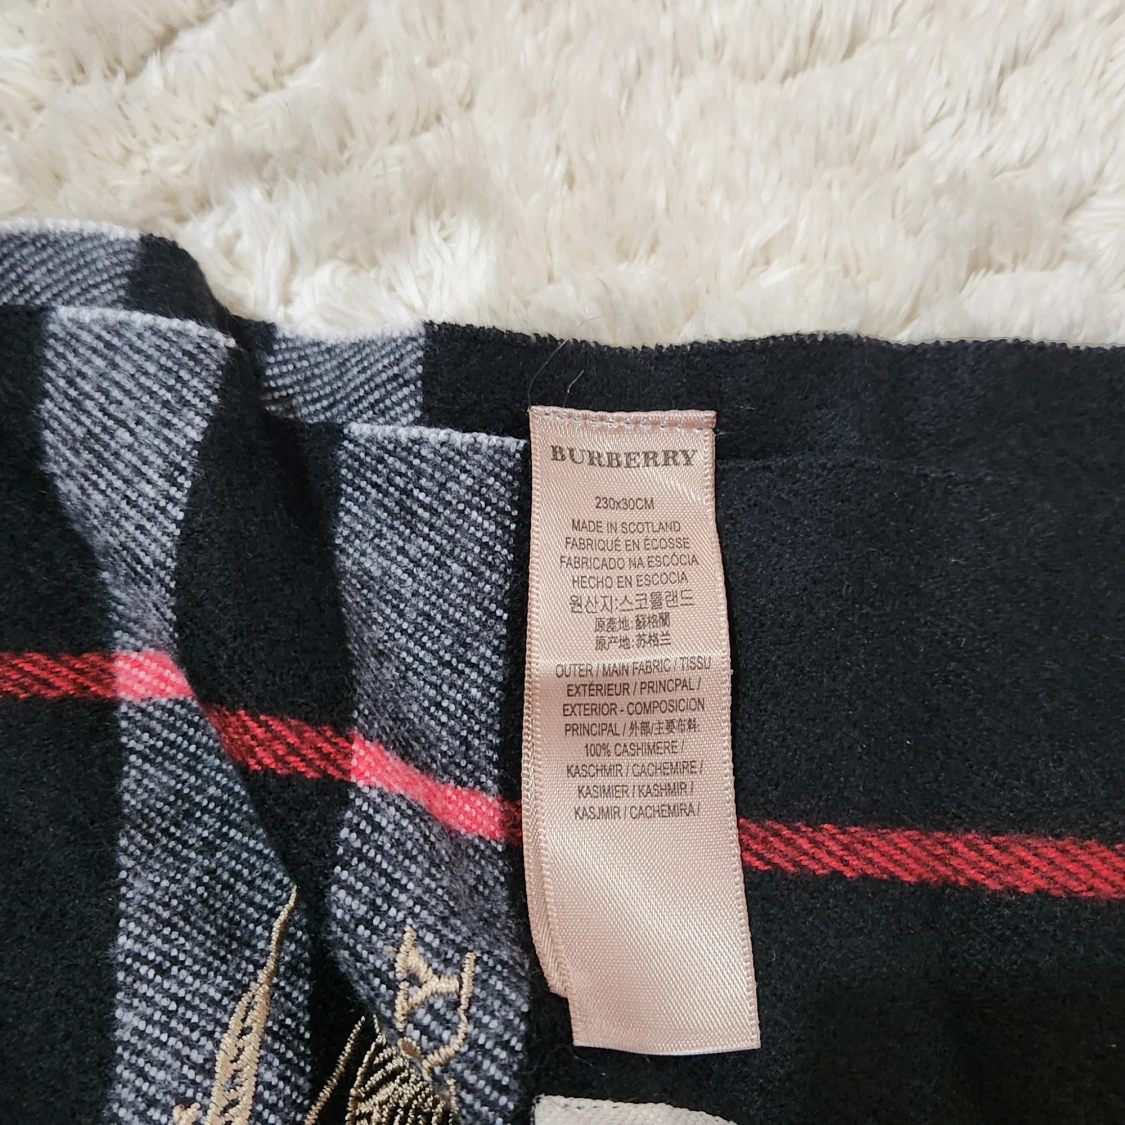 BURBERRY
230x30CM
MADE IN SCOTLAND
FABRIQUÉ EN ÉCOSSE
FABRICADO NA ESCÓCIA
HECHO EN ESCOCIA
원산지:스코틀랜드
原產地:蘇格蘭
原产地:苏格兰
OUTER / MAIN FABRIC / TISSU
EXTÉRIEUR / PRINCPAL /
EXTERIOR - COMPOSICION
PRINCIPAL / 外部/主要布料:
100% CASHIMERE /
KASCHMIR / CACHEMIRE /
KASIMIER / KASHMIR /
KASJMIR / CACHEMIRA /
Y